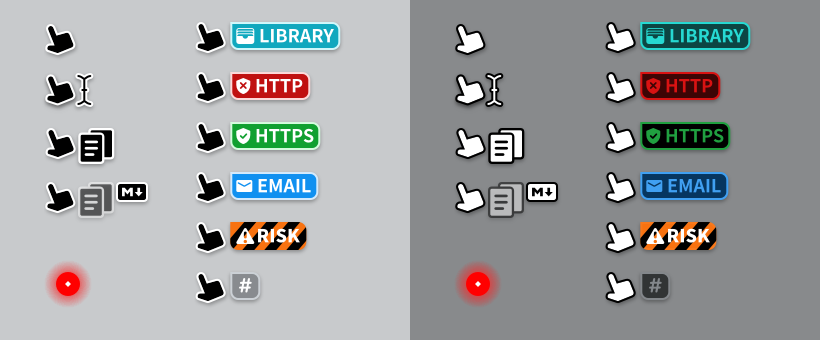 LIBRARY
HTTP
HTTPS
M↓
EMAIL
RISK
#
LIBRARY
HTTP
HTTPS
M↓
EMAIL
RISK
#